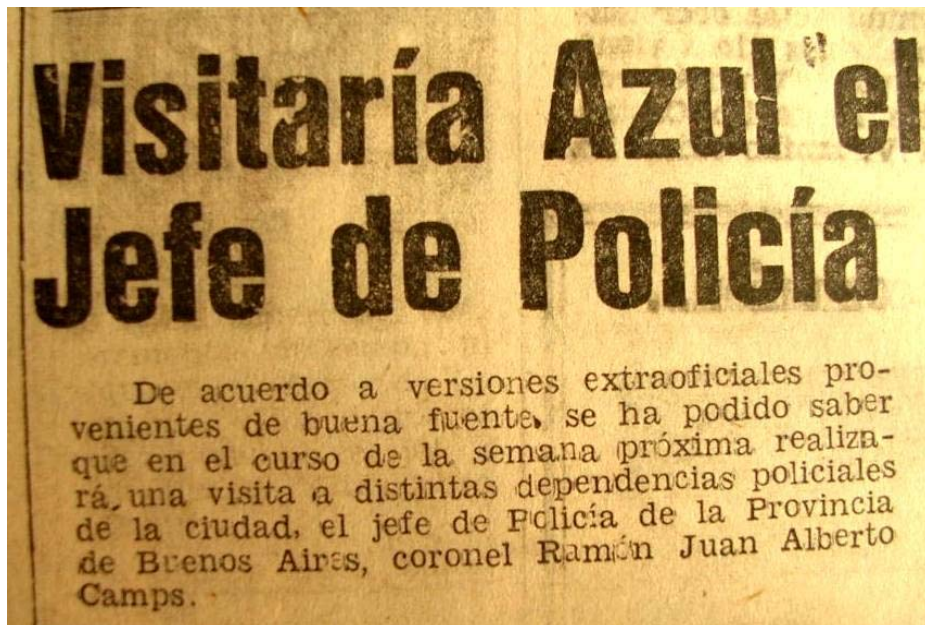 Visitaría Azul el
Jefe de Policía
De acuerdo a versiones extraoficiales pro-
venientes de buena fuente, se ha podido saber
que en el curso de la semana próxima realiza-
rá, una visita a distintas dependencias policiales
de la ciudad, el jefe de Policía de la Provincia
de Buenos Aires, coronel Ramón Juan Alberto
Camps.